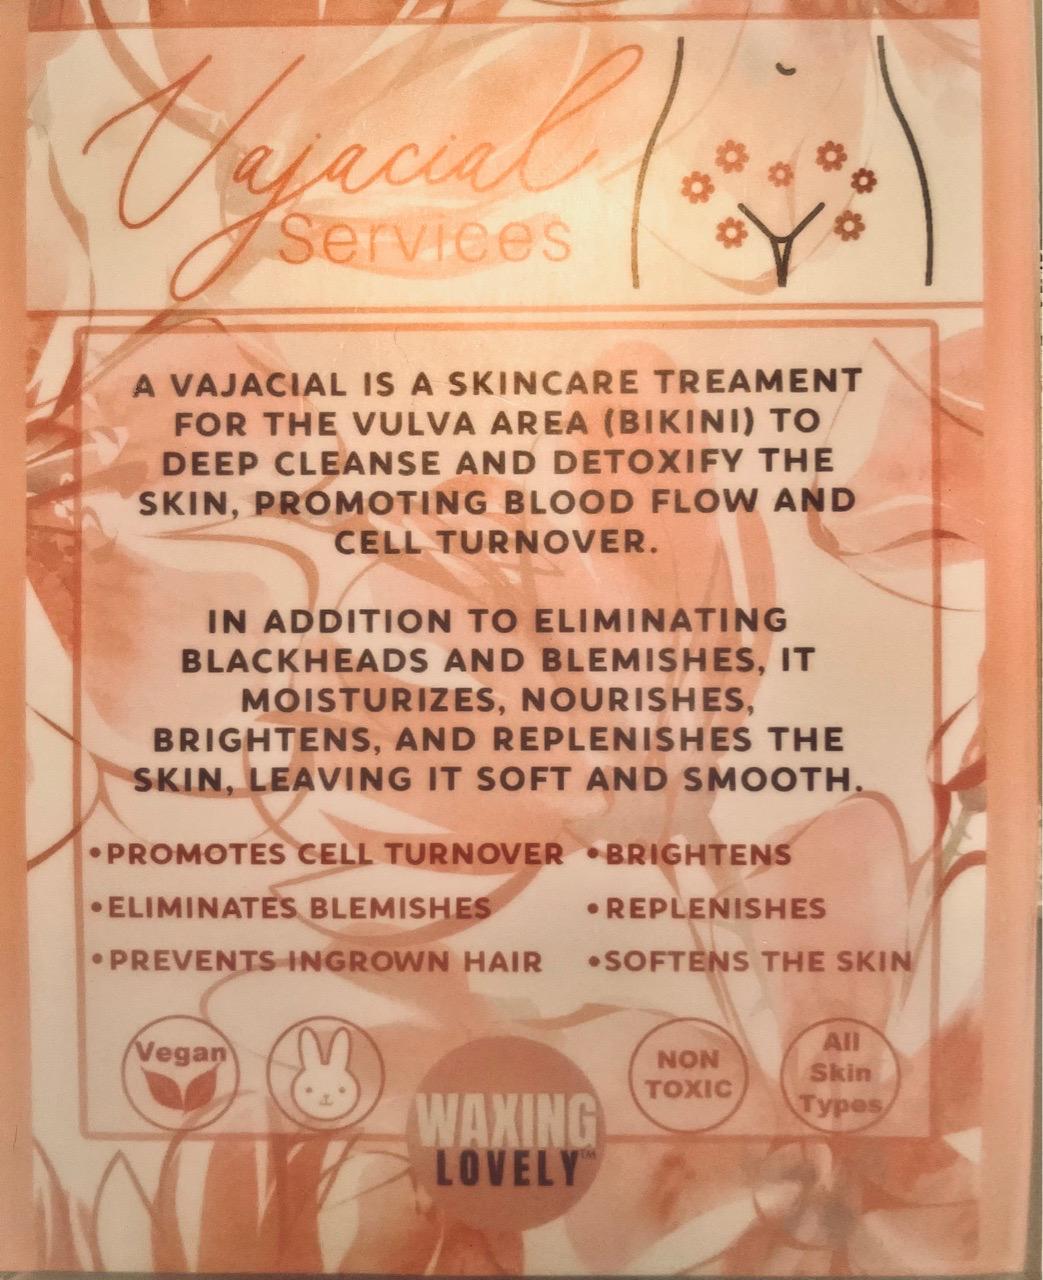 Vajacial
Services
A VAJACIAL IS A SKINCARE TREAMENT
FOR THE VULVA AREA (BIKINI) TO
DEEP CLEANSE AND DETOXIFY THE
SKIN, PROMOTING BLOOD FLOW AND
CELL TURNOVER.
IN ADDITION TO ELIMINATING
BLACKHEADS AND BLEMISHES, IT
MOISTURIZES, NOURISHES,
BRIGHTENS, AND REPLENISHES THE
SKIN, LEAVING IT SOFT AND SMOOTH.
•PROMOTES CELL TURNOVER •BRIGHTENS
•ELIMINATES BLEMISHES •REPLENISHES
•PREVENTS INGROWN HAIR •SOFTENS THE SKIN
Vegan
NON
TOXIC
All
Skin
Types
WAXING
LOVELY™